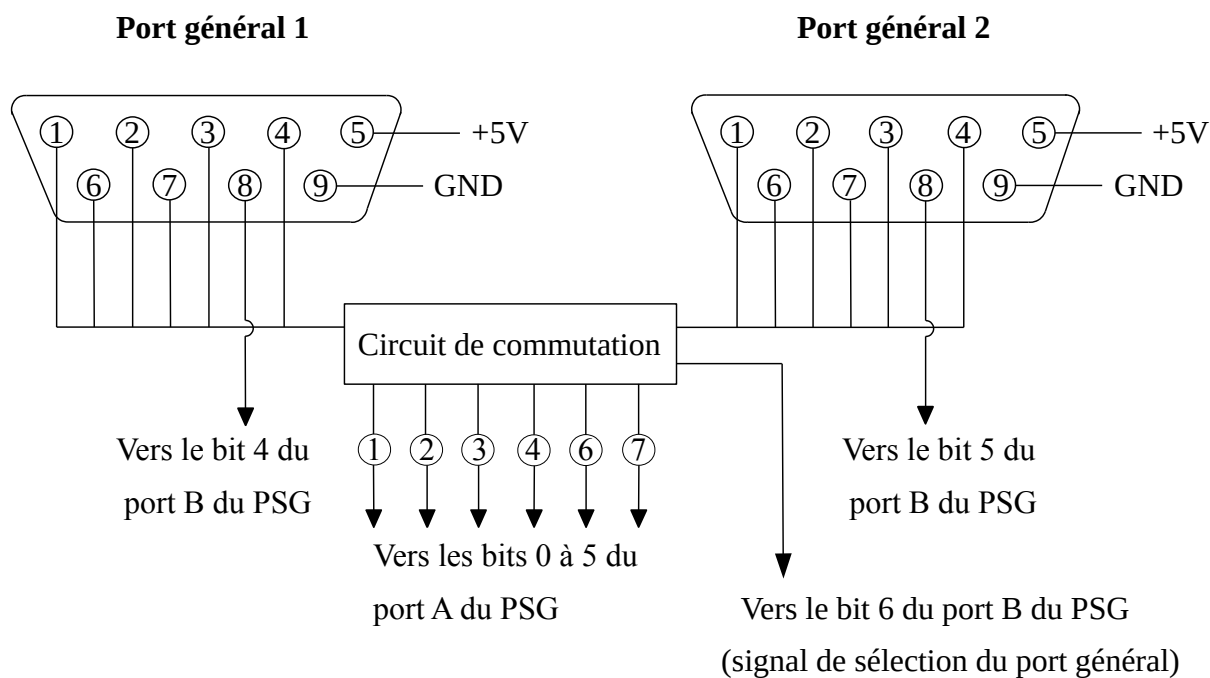 Port général 1
Port général 2
1 2 3 4 5 +5V
6 7 8 9 GND
1 2 3 4 5 +5V
6 7 8 9 GND
Circuit de commutation
1 2 3 4 6 7
Vers le bit 4 du
port B du PSG
Vers les bits 0 à 5 du
port A du PSG
Vers le bit 5 du
port B du PSG
Vers le bit 6 du port B du PSG
(signal de sélection du port général)